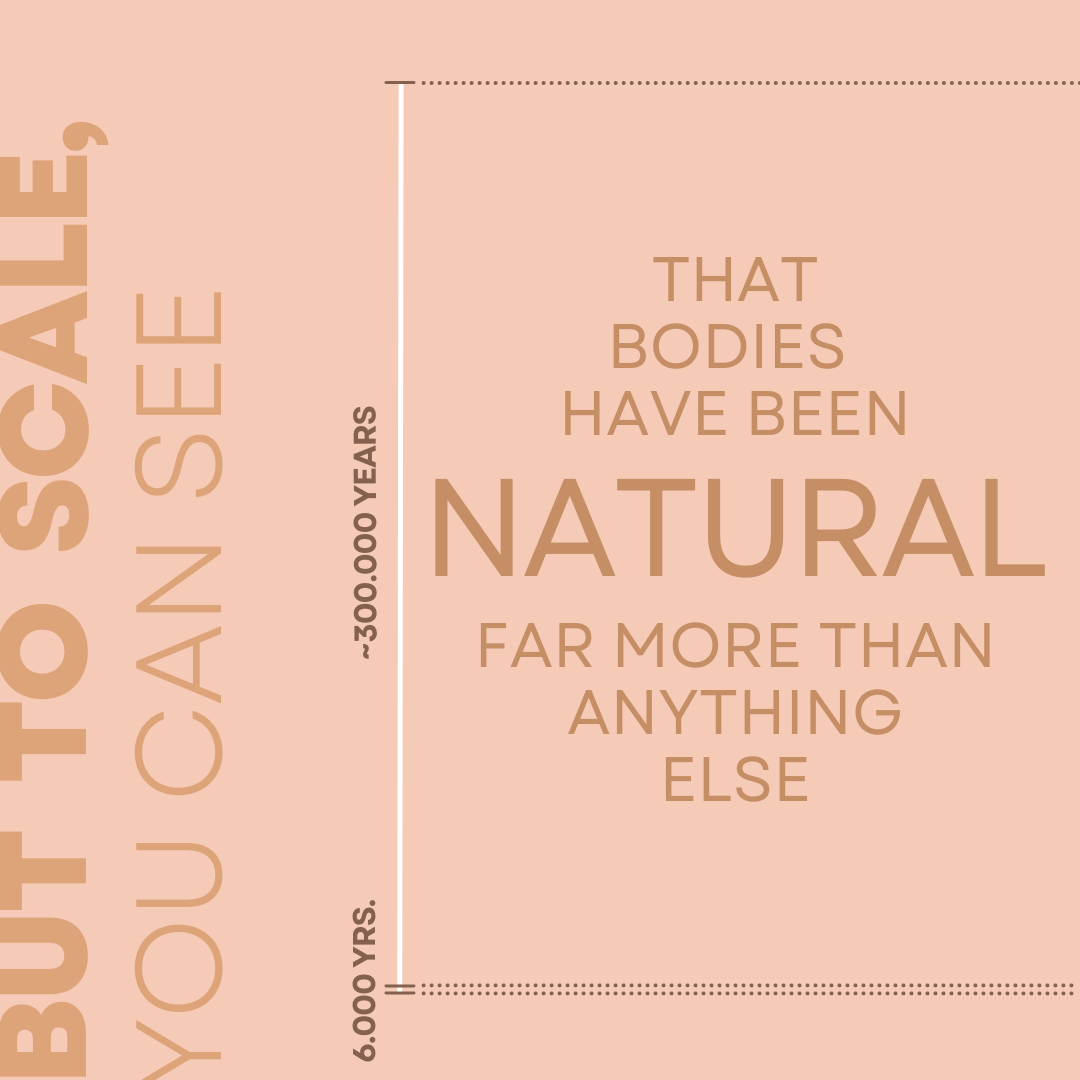 BUT TO SCALE,
YOU CAN SEE
~300.000 YEARS
6.000 YRS.
THAT
BODIES
HAVE BEEN
NATURAL
FAR MORE THAN
ANYTHING
ELSE